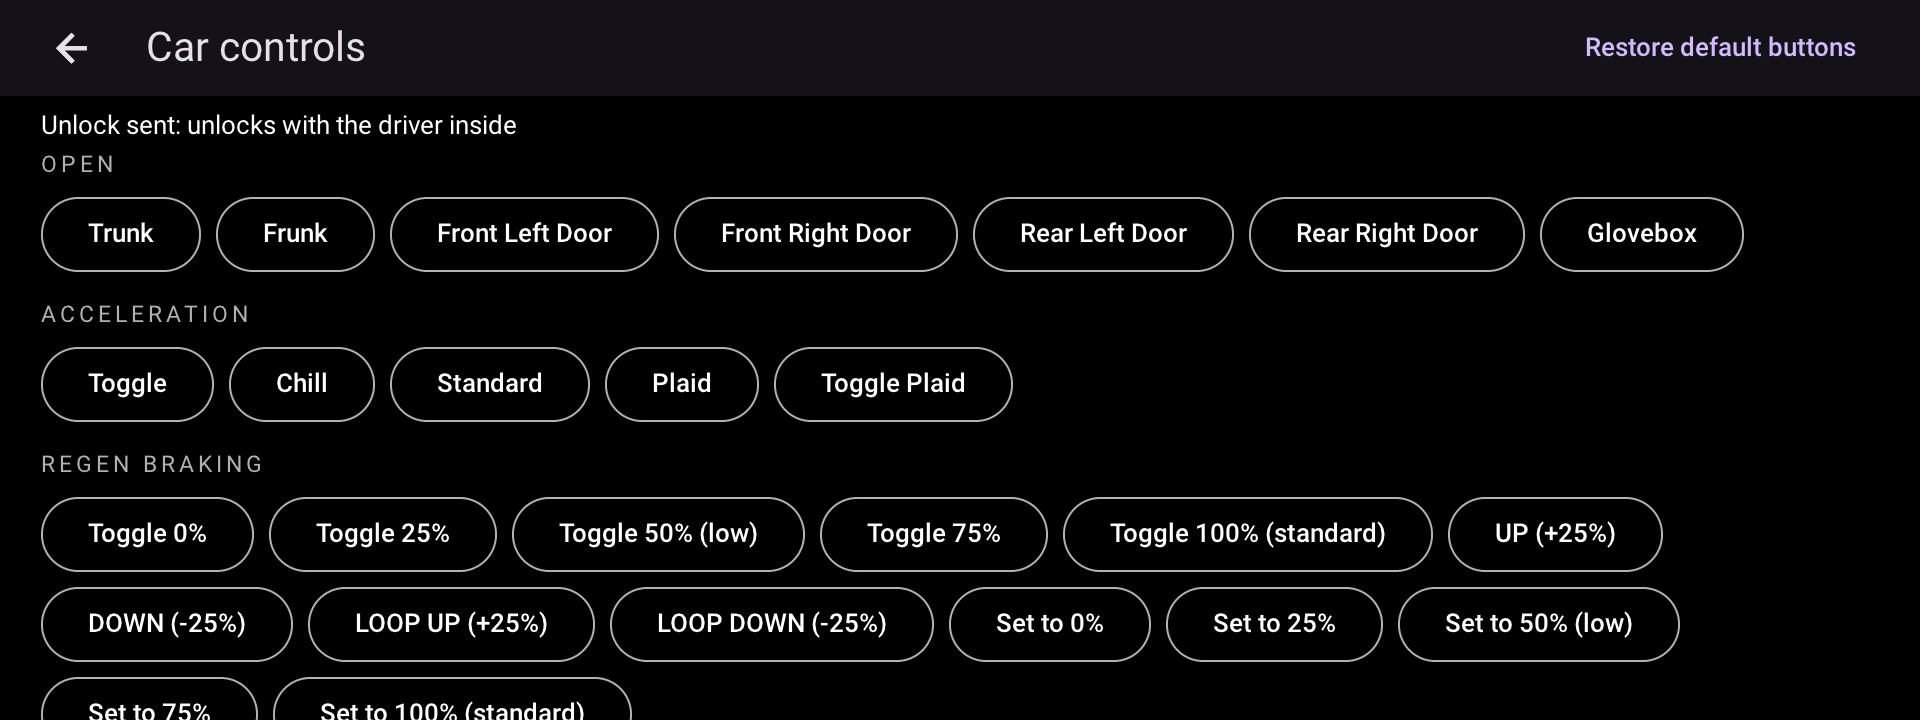 Car controls
Restore default buttons
Unlock sent: unlocks with the driver inside
OPEN
Trunk Frunk Front Left Door Front Right Door Rear Left Door Rear Right Door Glovebox
ACCELERATION
Toggle Chill Standard Plaid Toggle Plaid
REGEN BRAKING
Toggle 0% Toggle 25% Toggle 50% (low) Toggle 75% Toggle 100% (standard) UP (+25%)
DOWN (-25%) LOOP UP (+25%) LOOP DOWN (-25%) Set to 0% Set to 25% Set to 50% (low)
Set to 75% Set to 100% (standard)